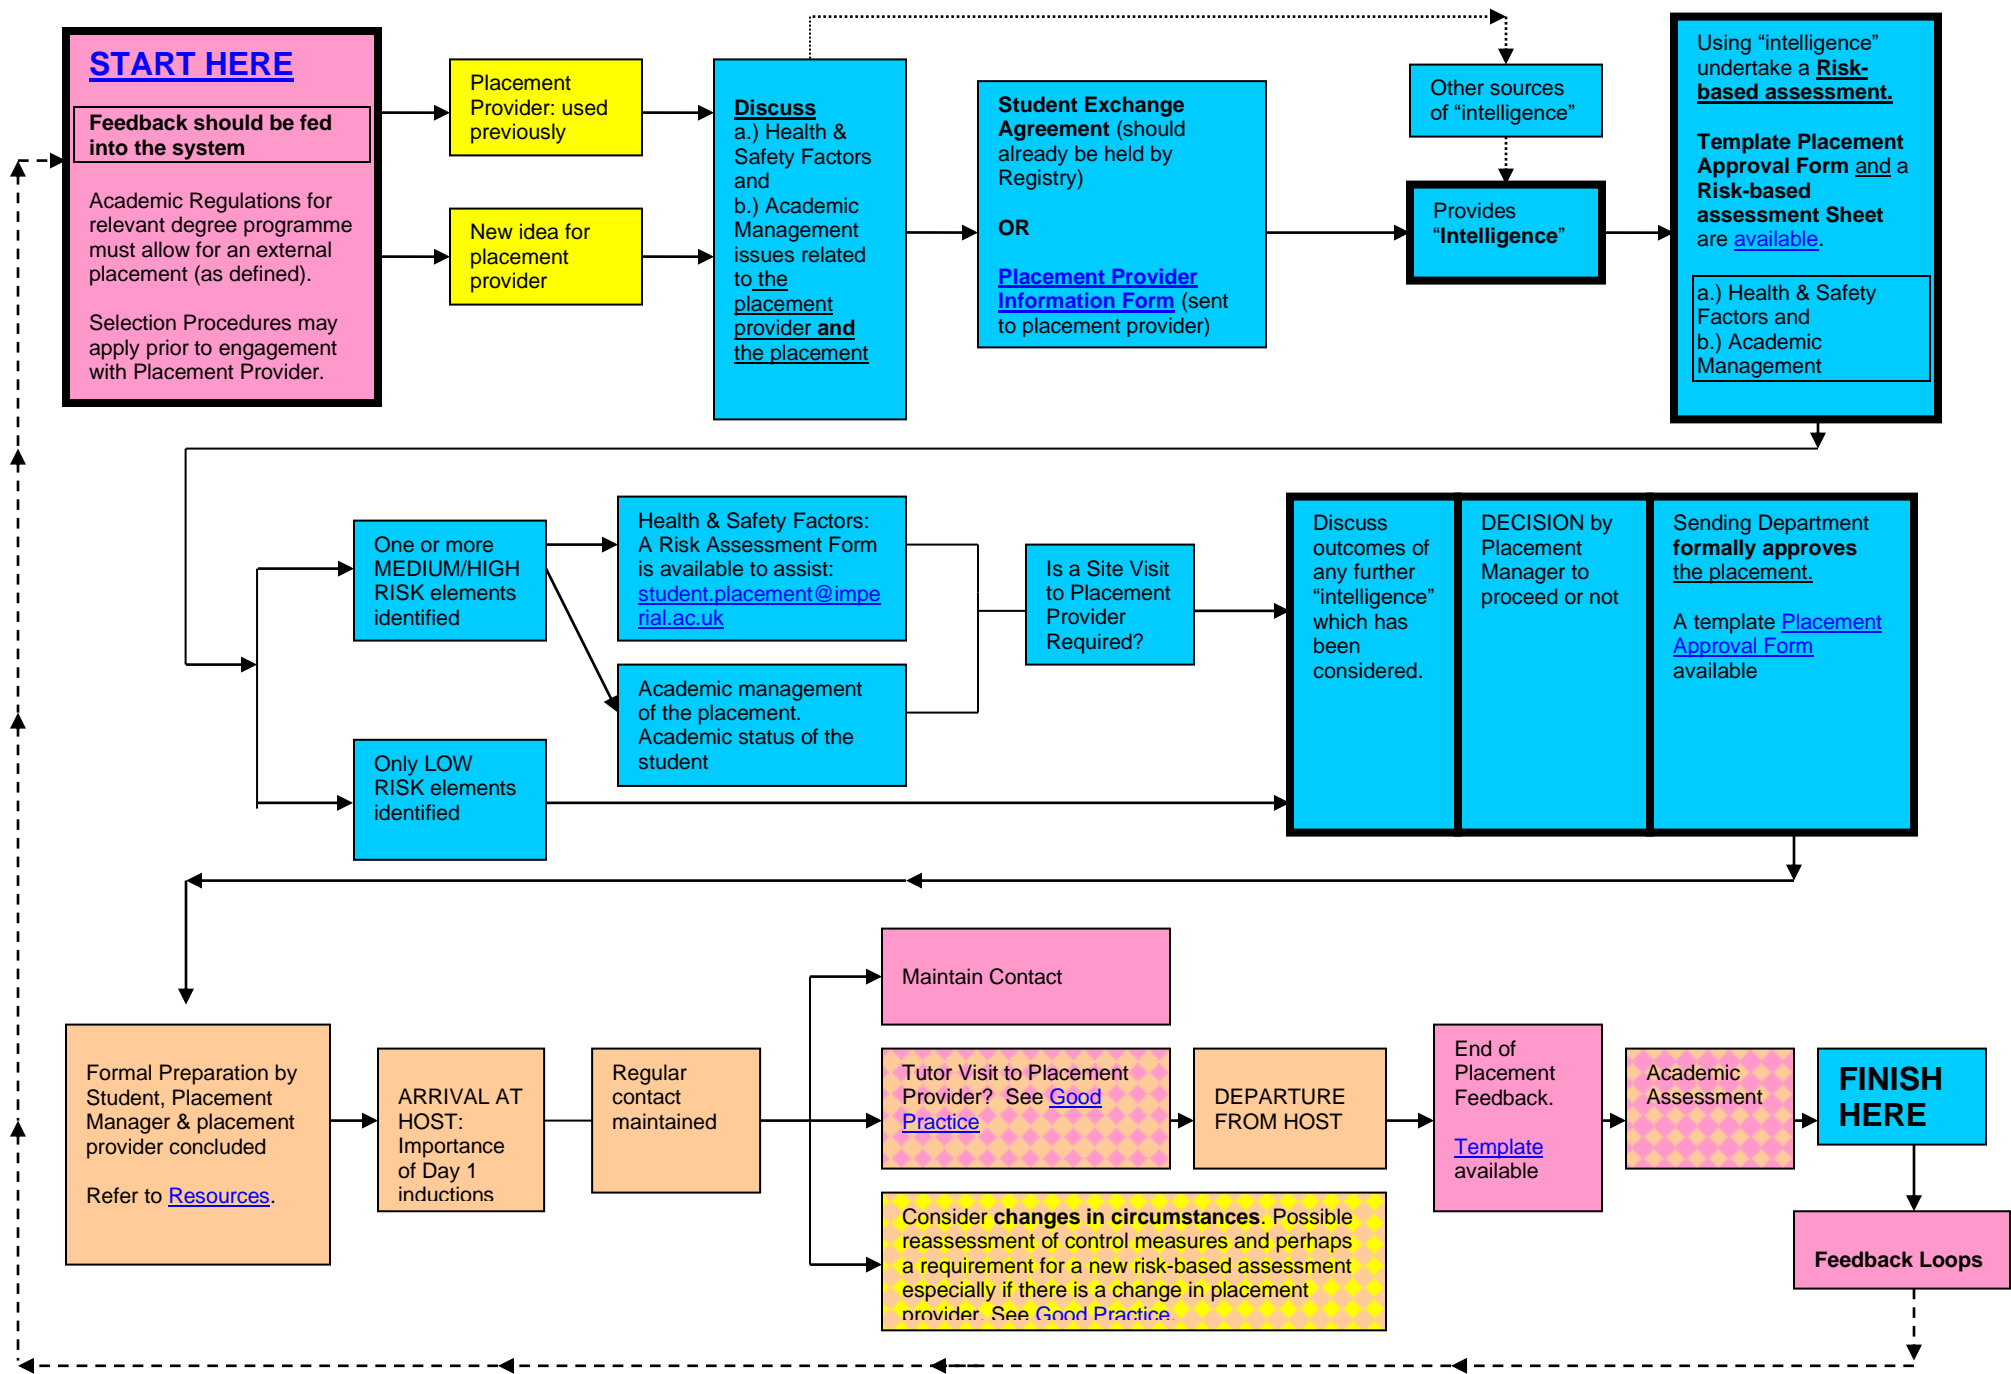 START HERE
Feedback should be fed
into the system
Academic Regulations for
relevant degree programme
must allow for an external
placement (as defined).
Selection Procedures may
apply prior to engagement
with Placement Provider.
Placement
Provider: used
previously
New idea for
placement
provider
Discuss
a.) Health &
Safety Factors
and
b.) Academic
Management
issues related
to the
placement
provider and
the placement
Student Exchange
Agreement (should
already be held by
Registry)
OR
Placement Provider
Information Form (sent
to placement provider)
Other sources
of “intelligence”
Provides
“Intelligence”
Using “intelligence”
undertake a Risk-
based assessment.
Template Placement
Approval Form and a
Risk-based
assessment Sheet
are available.
a.) Health & Safety
Factors and
b.) Academic
Management
One or more
MEDIUM/HIGH
RISK elements
identified
Only LOW
RISK elements
identified
Health & Safety Factors:
A Risk Assessment Form
is available to assist:
student.placement@impe
rial.ac.uk
Academic management
of the placement.
Academic status of the
student
Is a Site Visit
to Placement
Provider
Required?
Discuss
outcomes of
any further
“intelligence”
which has
been
considered.
DECISION by
Placement
Manager to
proceed or not
Sending Department
formally approves
the placement.
A template Placement
Approval Form
available
Formal Preparation by
Student, Placement
Manager & placement
provider concluded
Refer to Resources.
ARRIVAL AT
HOST:
Importance
of Day 1
inductions
Regular
contact
maintained
Maintain Contact
Tutor Visit to Placement
Provider? See Good
Practice
Consider changes in circumstances. Possible
reassessment of control measures and perhaps
a requirement for a new risk-based assessment
especially if there is a change in placement
provider. See Good Practice.
DEPARTURE
FROM HOST
End of
Placement
Feedback.
Template
available
Academic
Assessment
FINISH
HERE
Feedback Loops